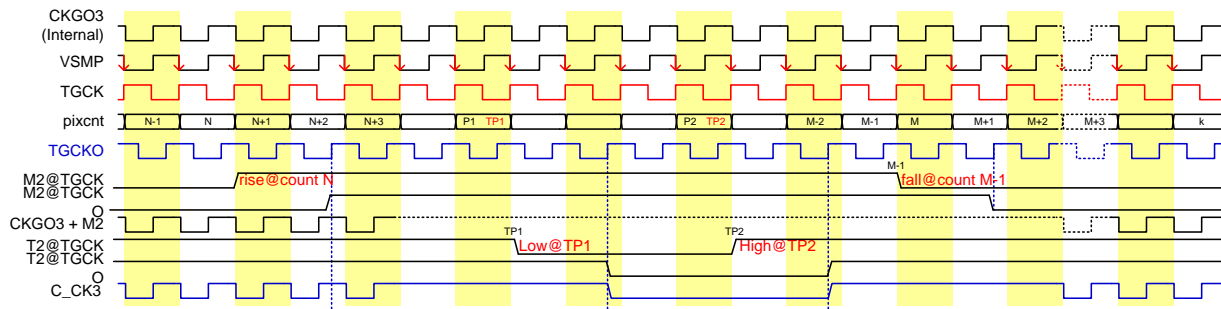 CKGO3
(Internal)
VSMP
TGCK
pixcnt N-1 N N+1 N+2 N+3 P1 TP1 P2 TP2 M-2 M-1 M M+1 M+2 M+3 k
TGCKO
M-1
M2@TGCK rise@count N fall@count M-1
M2@TGCK
O
CKGO3 + M2
TP1 TP2
T2@TGCK Low@TP1 High@TP2
T2@TGCK
O
C_CK3